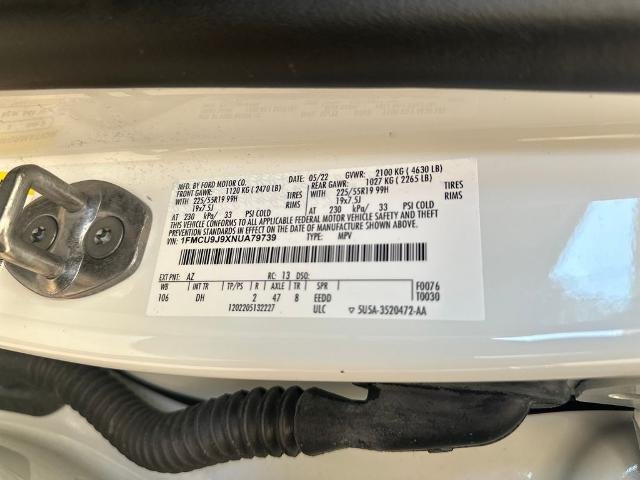 MFD. BY FORD MOTOR CO. DATE: 05/22 GVWR: 2100 KG ( 4630 LB)
FRONT GAWR: 1120 KG ( 2470 LB) REAR GAWR: 1027 KG ( 2265 LB)
WITH 225/55R19 99H TIRES WITH 225/55R19 99H TIRES
19x7.5J RIMS 19x7.5J RIMS
AT 230 kPa/ 33 PSI COLD AT 230 kPa/ 33 PSI COLD
THIS VEHICLE CONFORMS TO ALL APPLICABLE FEDERAL MOTOR VEHICLE SAFETY AND BUMPER STANDARDS AND THEFT
PREVENTION STANDARDS IN EFFECT ON THE DATE OF MANUFACTURE SHOWN ABOVE.
VIN: 1FMCU9J9XNUA79739 TYPE: MPV
EXT PNT: AZ RC: 13 DSO: F0076
WB INT TR TP/PS R AXLE TR SPR T0030
106 DH 2 47 8 EEDD
1202205132227 ULC ▽ 5U5A-3520472-AA